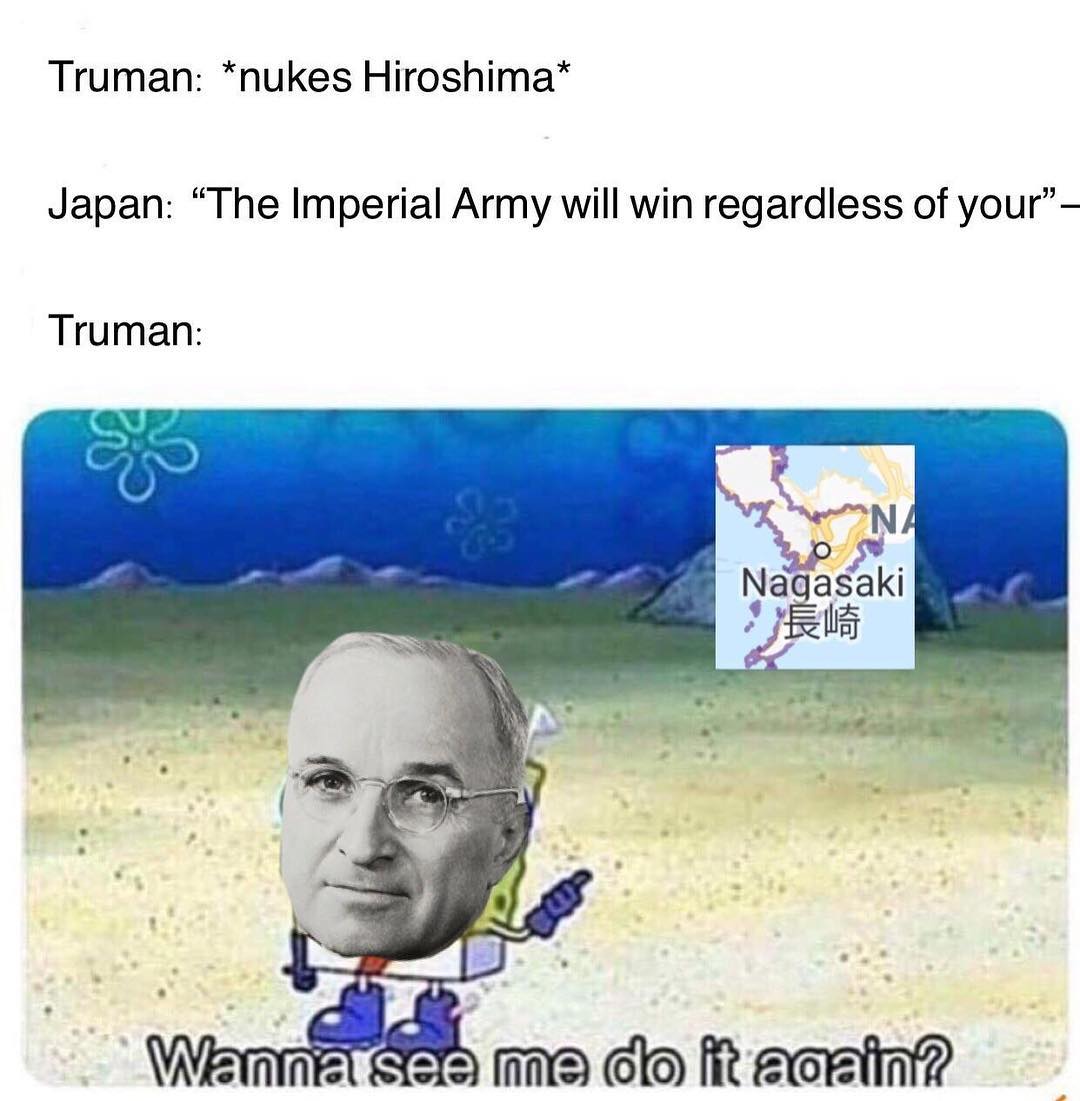 Truman: *nukes Hiroshima*
Japan: “The Imperial Army will win regardless of your”–
Truman:
NA
Nagasaki
長崎
Wanna see me do it again?